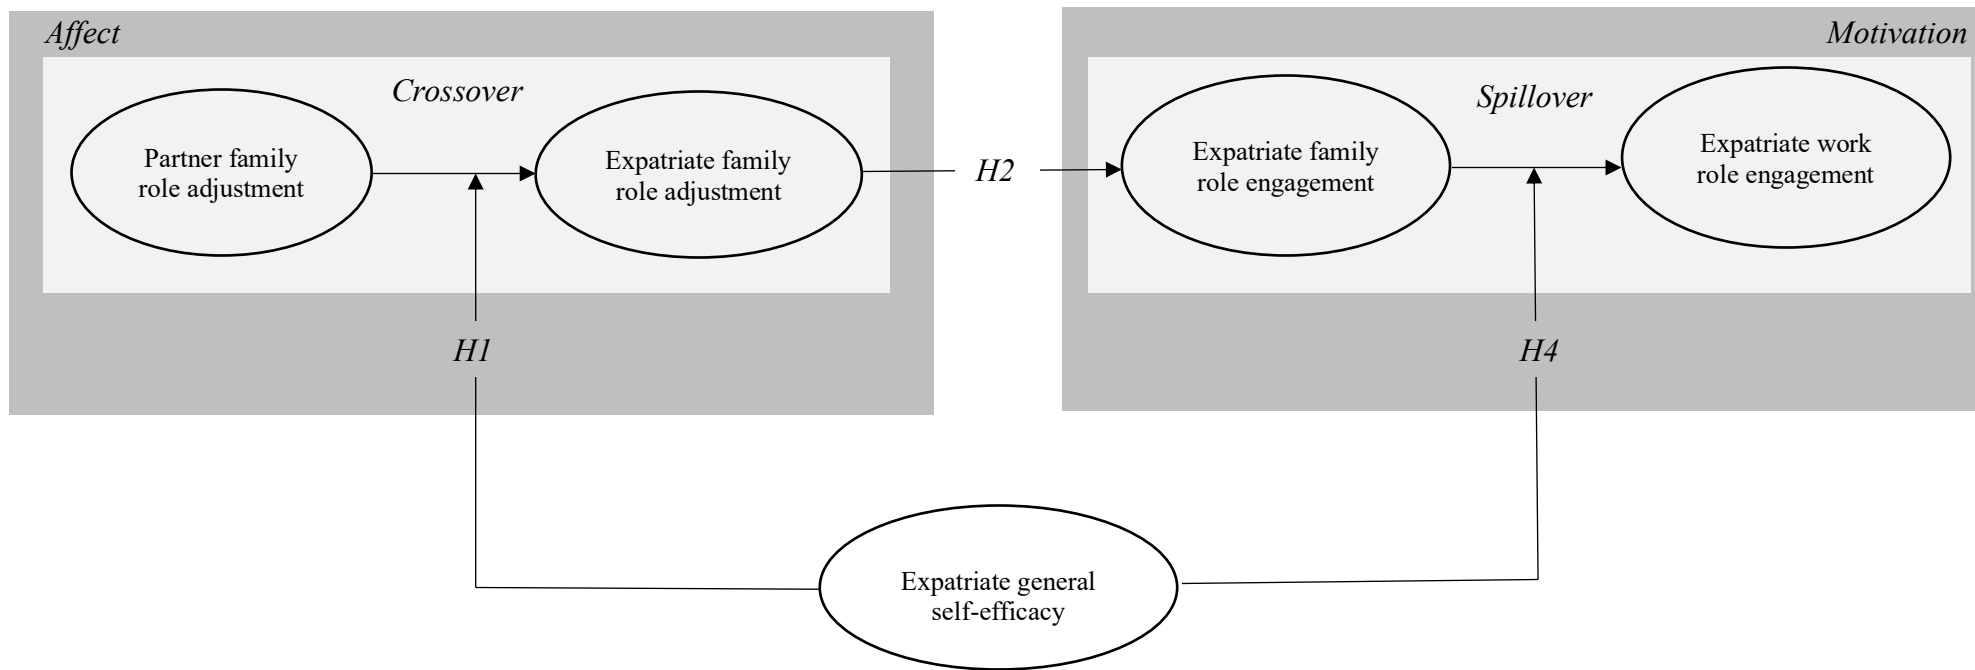 Affect
Motivation
Crossover
Spillover
Partner family
role adjustment
Expatriate family
role adjustment
H2
Expatriate family
role engagement
Expatriate work
role engagement
H1
H4
Expatriate general
self-efficacy